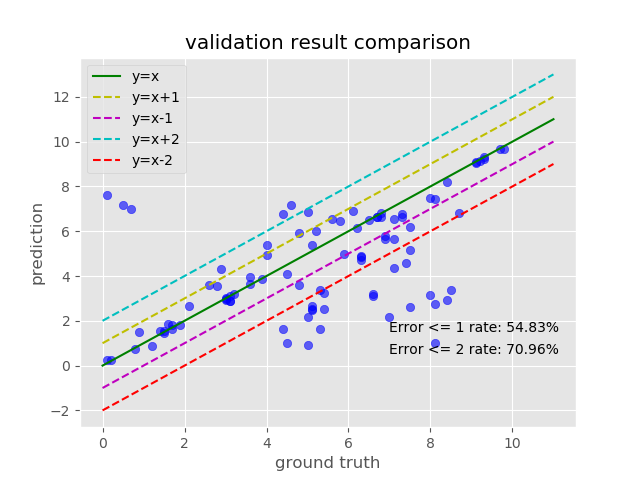 validation result comparison
y=x
y=x+1
y=x-1
y=x+2
y=x-2
12
10
8
6
4
2
0
−2
prediction
Error <= 1 rate: 54.83%
Error <= 2 rate: 70.96%
0 2 4 6 8 10
ground truth